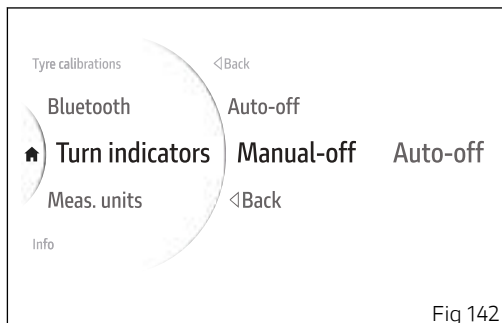 Tyre calibrations ◁Back
Bluetooth Auto-off
Turn indicators Manual-off Auto-off
Meas. units ◁Back
Info
Fig 142